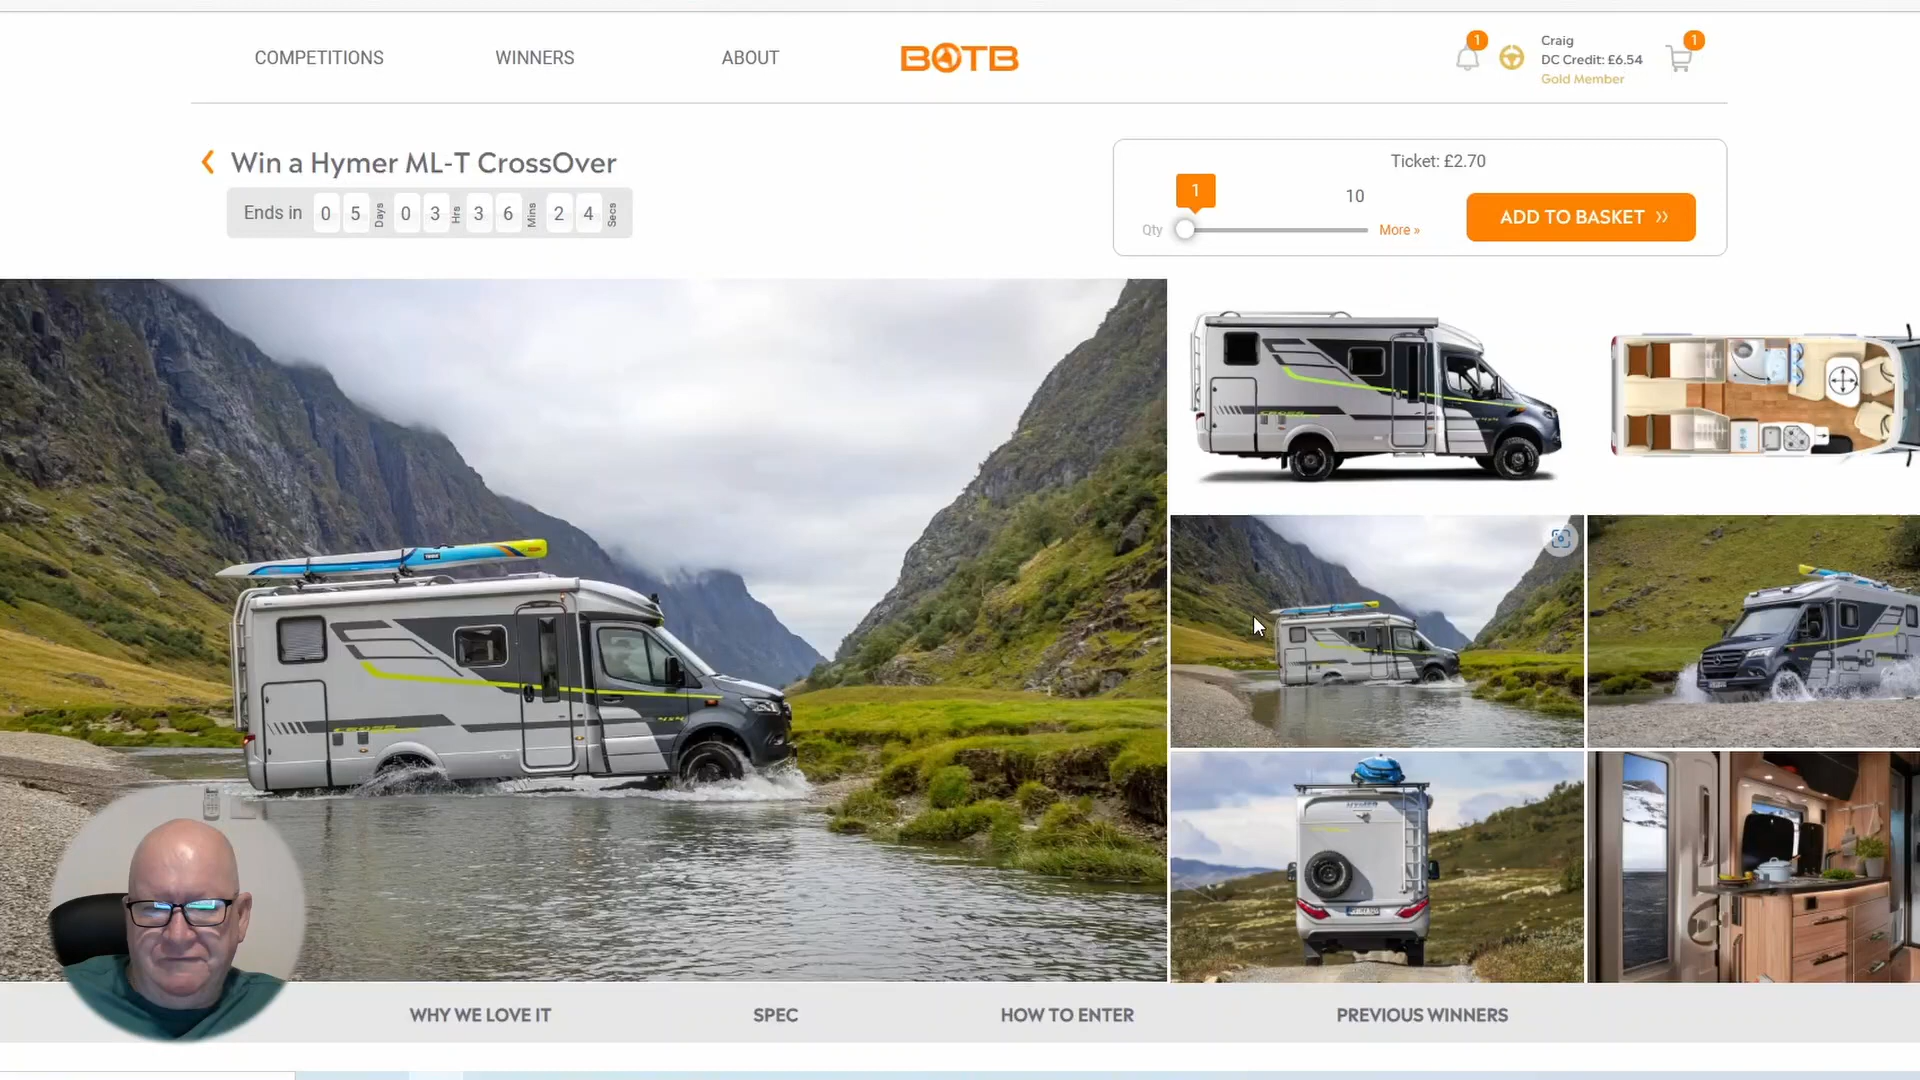 COMPETITIONS
WINNERS
ABOUT
BOTB
1
Craig
DC Credit: £6.54
Gold Member
1
Win a Hymer ML-T CrossOver
Ends in 0 5 Days 0 3 Hrs 3 6 Mins 2 4 Secs
Ticket: £2.70
1
10
Qty
More »
ADD TO BASKET »
WHY WE LOVE IT
SPEC
HOW TO ENTER
PREVIOUS WINNERS